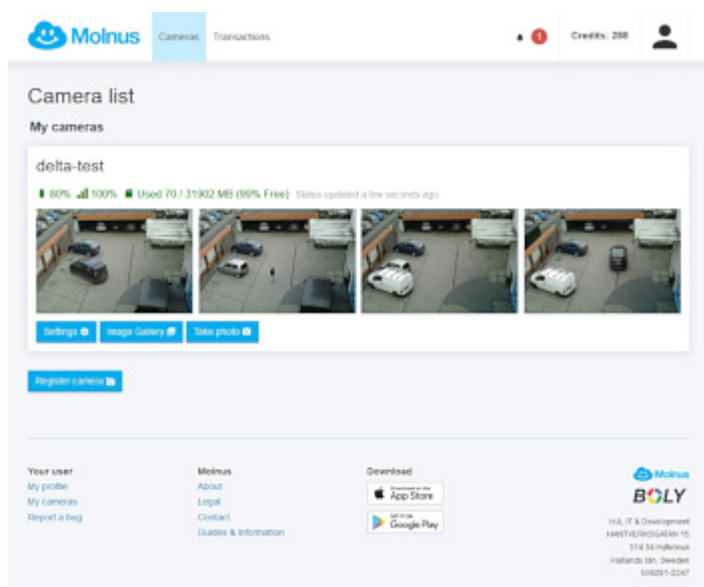 Molnus Cameras Transactions 1 Credits: 288
Camera list
My cameras
delta-test
80% 100% Used 70 / 31902 MB (99% Free) Status updated a few seconds ago
Settings Image Gallery Take photo
Register camera
Your user
My profile
My cameras
Report a bug
Molnus
About
Legal
Contact
Guides & Information
Download
Download on the
App Store
GET IT ON
Google Play
Molnus
BOLY
HUL IT & Development
HANTVERKSGATAN 15
314 34 Hyltebruk
Hallands län, Sweden